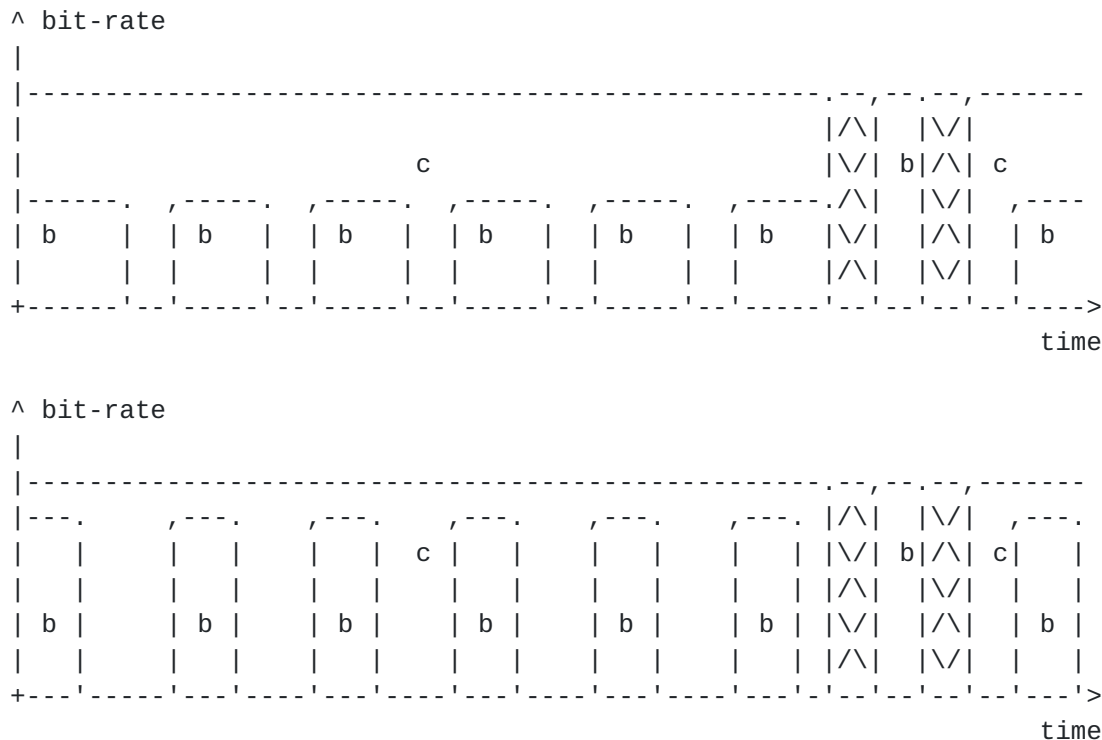 ^ bit-rate
|
|---------------------------------------------------.--,--.--,-------
|                                                   |/\|  |\/|
|                         c                         |\/| b|/\| c
|------.  ,-----.  ,-----.  ,-----.  ,-----.  ,-----./\|  |\/|  ,----
| b    |  | b   |  | b   |  | b   |  | b   |  | b   |\/|  |/\|  | b
|      |  |     |  |     |  |     |  |     |  |     |/\|  |\/|  |
+------'--'-----'--'-----'--'-----'--'-----'--'-----'--'--'--'--'---->
                                                                  time
^ bit-rate
|
|---------------------------------------------------.--,--.--,-------
|---.     ,---.    ,---.    ,---.    ,---.    ,---. |/\|  |\/|  ,---.
|   |     |   |    |   |  c |   |    |   |    |   | |\/| b|/\| c|   |
|   |     |   |    |   |    |   |    |   |    |   | |/\|  |\/|  |   |
| b |     | b |    | b |    | b |    | b |    | b | |\/|  |/\|  | b |
|   |     |   |    |   |    |   |    |   |    |   | |/\|  |\/|  |   |
+---'-----'---'----'---'----'---'----'---'----'---'-'--'--'--'--'---'>
                                                                  time